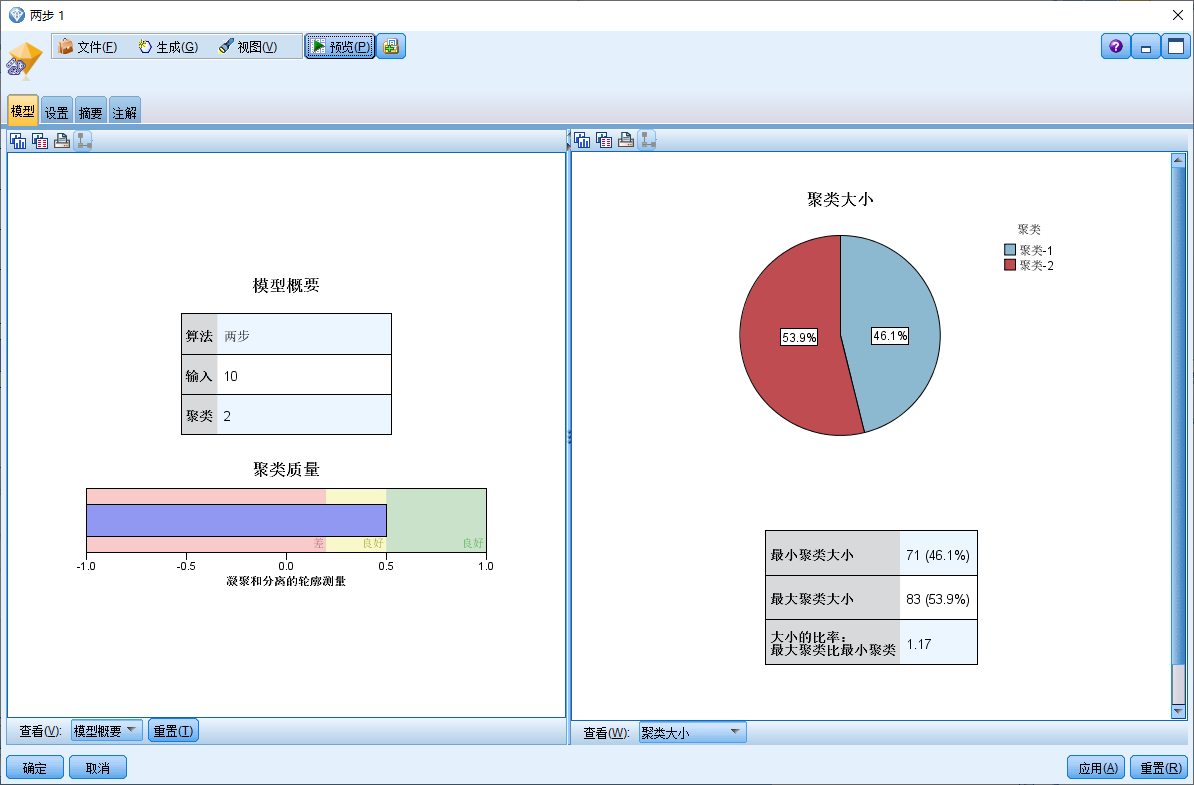 两步 1
文件(F)
生成(G)
视图(V)
预览(P)
模型
设置
摘要
注解
模型概要
算法 两步
输入 10
聚类 2
聚类质量
差
良好
良好
-1.0 -0.5 0.0 0.5 1.0
凝聚和分离的轮廓测量
查看(V): 模型概要 重置(T)
聚类大小
聚类
聚类-1
聚类-2
53.9%
46.1%
最小聚类大小 71 (46.1%)
最大聚类大小 83 (53.9%)
大小的比率:
最大聚类比最小聚类 1.17
查看(W): 聚类大小
确定 取消
应用(A) 重置(R)